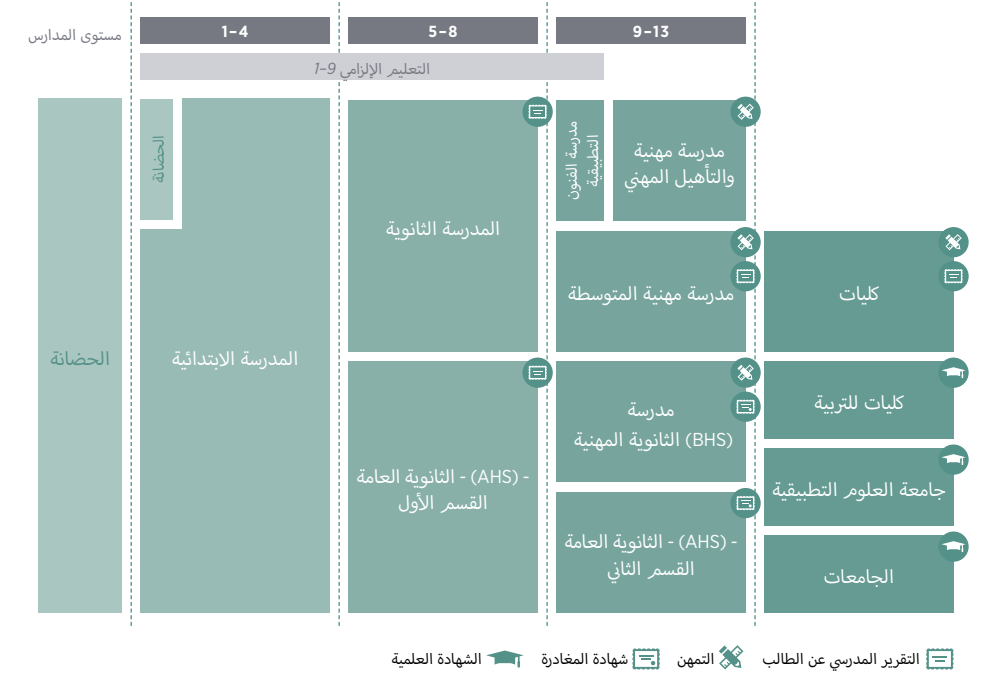 مستوى المدارس
1–4
5–8
9–13
التعليم الإلزامي 9–1
الحضانة
الحضانة
المدرسة الابتدائية
المدرسة الثانوية
- (AHS) - الثانوية العامة
القسم الأول
مدرسة الفنون
التطبيقية
مدرسة مهنية
والتأهيل المهني
مدرسة مهنية المتوسطة
مدرسة
(BHS) الثانوية المهنية
- (AHS) - الثانوية العامة
القسم الثاني
كليات
كليات للتربية
جامعة العلوم التطبيقية
الجامعات
التقرير المدرسي عن الطالب
التمهن
شهادة المغادرة
الشهادة العلمية